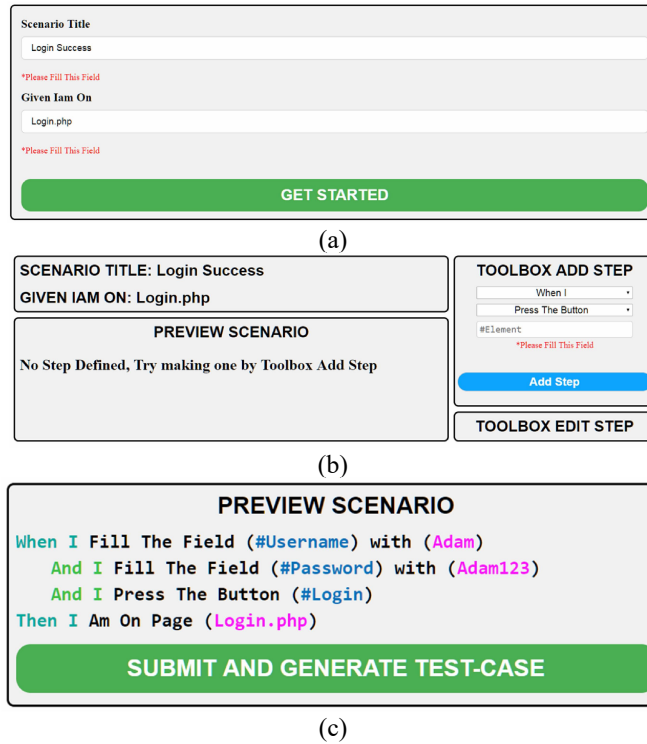 Scenario Title
Login Success
*Please Fill This Field
Given Iam On
Login.php
*Please Fill This Field
GET STARTED
(a)
SCENARIO TITLE: Login Success
GIVEN IAM ON: Login.php
PREVIEW SCENARIO
No Step Defined, Try making one by Toolbox Add Step
TOOLBOX ADD STEP
When I
Press The Button
#Element
*Please Fill This Field
Add Step
TOOLBOX EDIT STEP
(b)
PREVIEW SCENARIO
When I Fill The Field (#Username) with (Adam)
And I Fill The Field (#Password) with (Adam123)
And I Press The Button (#Login)
Then I Am On Page (Login.php)
SUBMIT AND GENERATE TEST-CASE
(c)